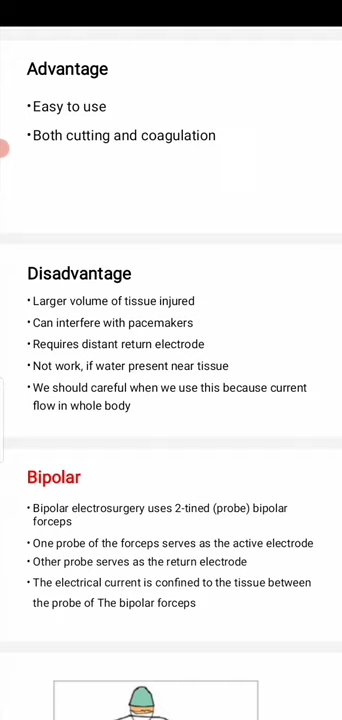 Advantage
•Easy to use
•Both cutting and coagulation
Disadvantage
•Larger volume of tissue injured
•Can interfere with pacemakers
•Requires distant return electrode
•Not work, if water present near tissue
•We should careful when we use this because current
flow in whole body
Bipolar
•Bipolar electrosurgery uses 2-tined (probe) bipolar
forceps
•One probe of the forceps serves as the active electrode
•Other probe serves as the return electrode
•The electrical current is confined to the tissue between
the probe of The bipolar forceps